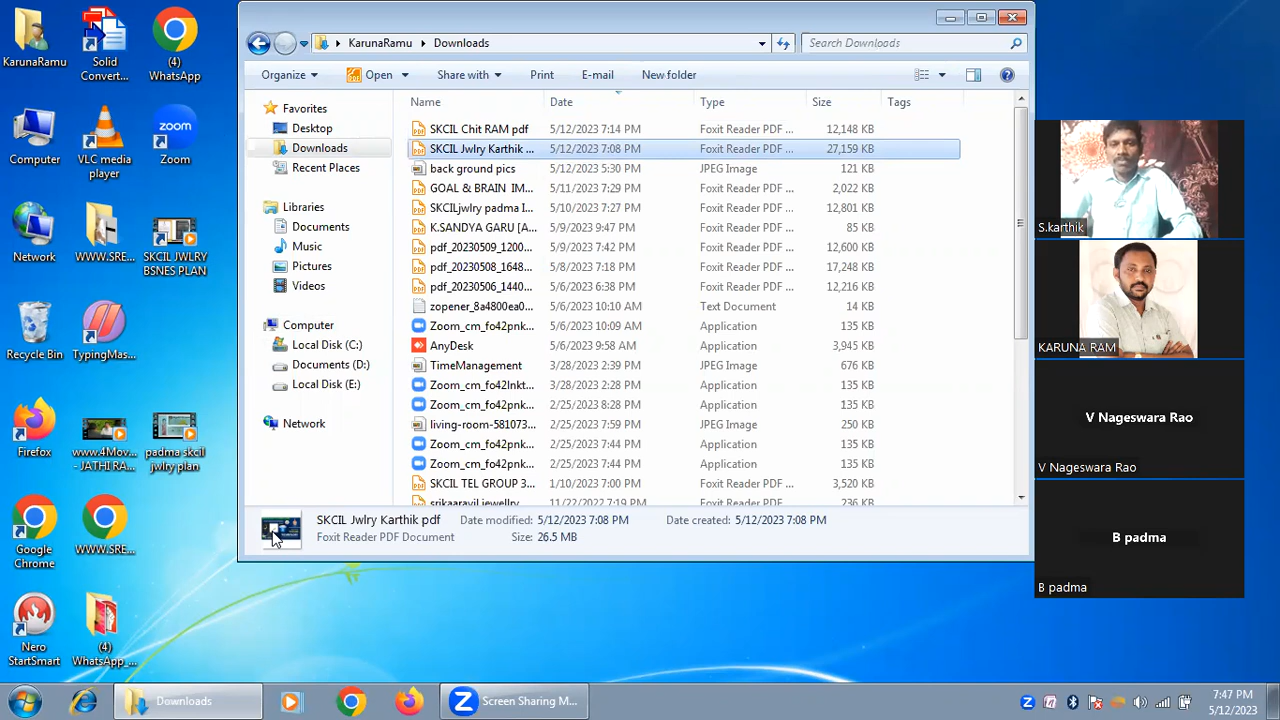 KarunaRamu
Solid
Convert...
(4)
WhatsApp
Computer
VLC media
player
Zoom
Network
WWW.SRE...
SKCIL JWLRY
BSNES PLAN
Recycle Bin
TypingMas...
Firefox
www.4Mov...
- JATHI RA...
padma skcil
jwlry plan
Google
Chrome
WWW.SRE...
Nero
StartSmart
(4)
WhatsApp_...
KarunaRamu Downloads
Search Downloads
Organize Open Share with Print E-mail New folder
Favorites
Desktop
Downloads
Recent Places
Libraries
Documents
Music
Pictures
Videos
Computer
Local Disk (C:)
Documents (D:)
Local Disk (E:)
Network
Name Date Type Size Tags
SKCIL Chit RAM pdf 5/12/2023 7:14 PM Foxit Reader PDF ... 12,148 KB
SKCIL Jwlry Karthik ... 5/12/2023 7:08 PM Foxit Reader PDF ... 27,159 KB
back ground pics 5/12/2023 5:30 PM JPEG Image 121 KB
GOAL & BRAIN IM... 5/11/2023 7:29 PM Foxit Reader PDF ... 2,022 KB
SKCILjwlry padma I... 5/10/2023 7:27 PM Foxit Reader PDF ... 12,801 KB
K.SANDYA GARU [A... 5/9/2023 9:47 PM Foxit Reader PDF ... 85 KB
pdf_20230509_1200... 5/9/2023 7:42 PM Foxit Reader PDF ... 12,600 KB
pdf_20230508_1648... 5/8/2023 7:18 PM Foxit Reader PDF ... 17,248 KB
pdf_20230506_1440... 5/6/2023 6:38 PM Foxit Reader PDF ... 12,216 KB
zopener_8a4800ea0... 5/6/2023 10:10 AM Text Document 14 KB
Zoom_cm_fo42pnk... 5/6/2023 10:09 AM Application 135 KB
AnyDesk 5/6/2023 9:58 AM Application 3,945 KB
TimeManagement 3/28/2023 2:39 PM JPEG Image 676 KB
Zoom_cm_fo42lnkt... 3/28/2023 2:28 PM Application 135 KB
Zoom_cm_fo42pnk... 2/25/2023 8:28 PM Application 135 KB
living-room-581073... 2/25/2023 7:59 PM JPEG Image 250 KB
Zoom_cm_fo42pnk... 2/25/2023 7:44 PM Application 135 KB
Zoom_cm_fo42pnk... 2/25/2023 7:44 PM Application 135 KB
SKCIL TEL GROUP 3... 1/10/2023 7:00 PM Foxit Reader PDF ... 3,520 KB
srikaaravil jewellry 11/22/2022 7:19 PM Foxit Reader PDF ... 236 KB
SKCIL Jwlry Karthik pdf Date modified: 5/12/2023 7:08 PM Date created: 5/12/2023 7:08 PM
Foxit Reader PDF Document Size: 26.5 MB
S.karthik
KARUNA RAM
V Nageswara Rao
V Nageswara Rao
B padma
B padma
Downloads
Screen Sharing M...
7:47 PM
5/12/2023